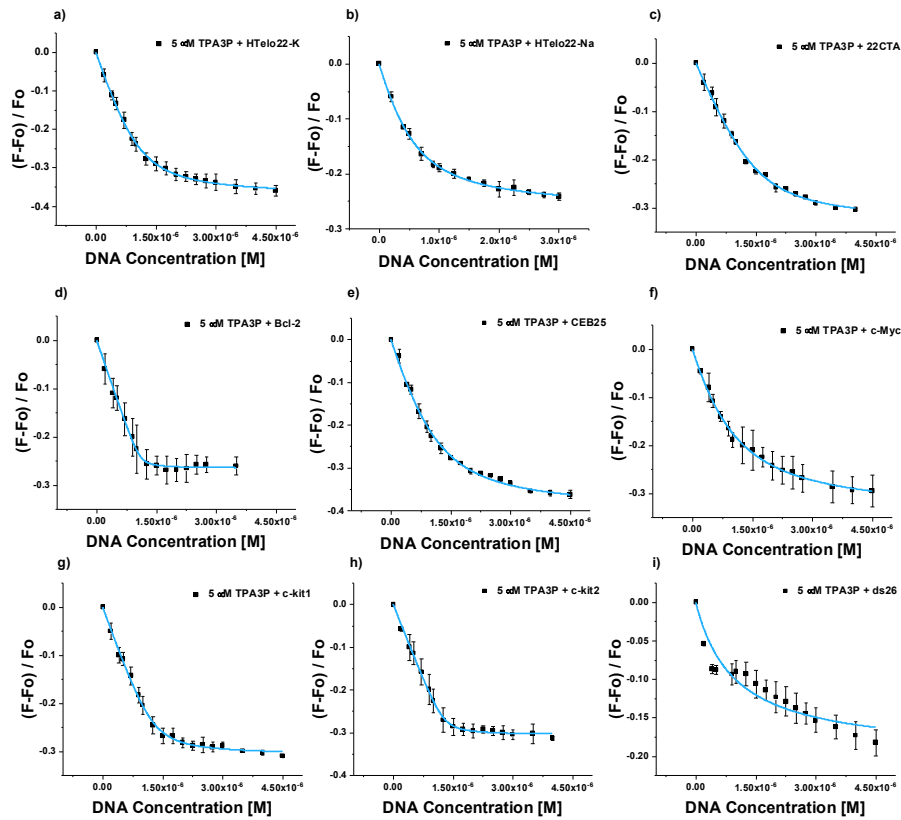 a)
5 ∝M TPA3P + HTelo22-K
(F-Fo) / Fo
0.0
-0.1
-0.2
-0.3
-0.4
0.00 1.50x10⁻⁶ 3.00x10⁻⁶ 4.50x10⁻⁶
DNA Concentration [M]
b)
5 ∝M TPA3P + HTelo22-Na
(F-Fo) / Fo
0.0
-0.1
-0.2
-0.3
0.0 1.0x10⁻⁶ 2.0x10⁻⁶ 3.0x10⁻⁶
DNA Concentration [M]
c)
5 ∝M TPA3P + 22CTA
(F-Fo) / Fo
0.0
-0.1
-0.2
-0.3
0.00 1.50x10⁻⁶ 3.00x10⁻⁶ 4.50x10⁻⁶
DNA Concentration [M]
d)
5 ∝M TPA3P + Bcl-2
(F-Fo) / Fo
0.0
-0.1
-0.2
-0.3
0.00 1.50x10⁻⁶ 3.00x10⁻⁶ 4.50x10⁻⁶
DNA Concentration [M]
e)
5 ∝M TPA3P + CEB25
(F-Fo) / Fo
0.0
-0.1
-0.2
-0.3
-0.4
0.00 1.50x10⁻⁶ 3.00x10⁻⁶ 4.50x10⁻⁶
DNA Concentration [M]
f)
5 ∝M TPA3P + c-Myc
(F-Fo) / Fo
0.0
-0.1
-0.2
-0.3
0.00 1.50x10⁻⁶ 3.00x10⁻⁶ 4.50x10⁻⁶
DNA Concentration [M]
g)
5 ∝M TPA3P + c-kit1
(F-Fo) / Fo
0.0
-0.1
-0.2
-0.3
0.00 1.50x10⁻⁶ 3.00x10⁻⁶ 4.50x10⁻⁶
DNA Concentration [M]
h)
5 ∝M TPA3P + c-kit2
(F-Fo) / Fo
0.0
-0.1
-0.2
-0.3
-0.4
0.00 1.50x10⁻⁶ 3.00x10⁻⁶ 4.50x10⁻⁶
DNA Concentration [M]
i)
5 ∝M TPA3P + ds26
(F-Fo) / Fo
0.00
-0.05
-0.10
-0.15
-0.20
0.00 1.50x10⁻⁶ 3.00x10⁻⁶ 4.50x10⁻⁶
DNA Concentration [M]